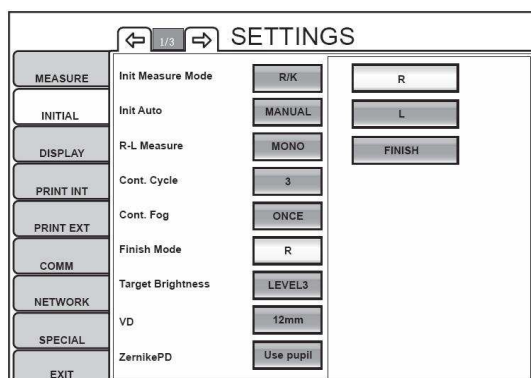 1/3 SETTINGS
MEASURE
INITIAL
DISPLAY
PRINT INT
PRINT EXT
COMM
NETWORK
SPECIAL
EXIT
Init Measure Mode R/K
Init Auto MANUAL
R-L Measure MONO
Cont. Cycle 3
Cont. Fog ONCE
Finish Mode R
Target Brightness LEVEL3
VD 12mm
ZernikePD Use pupil
R
L
FINISH